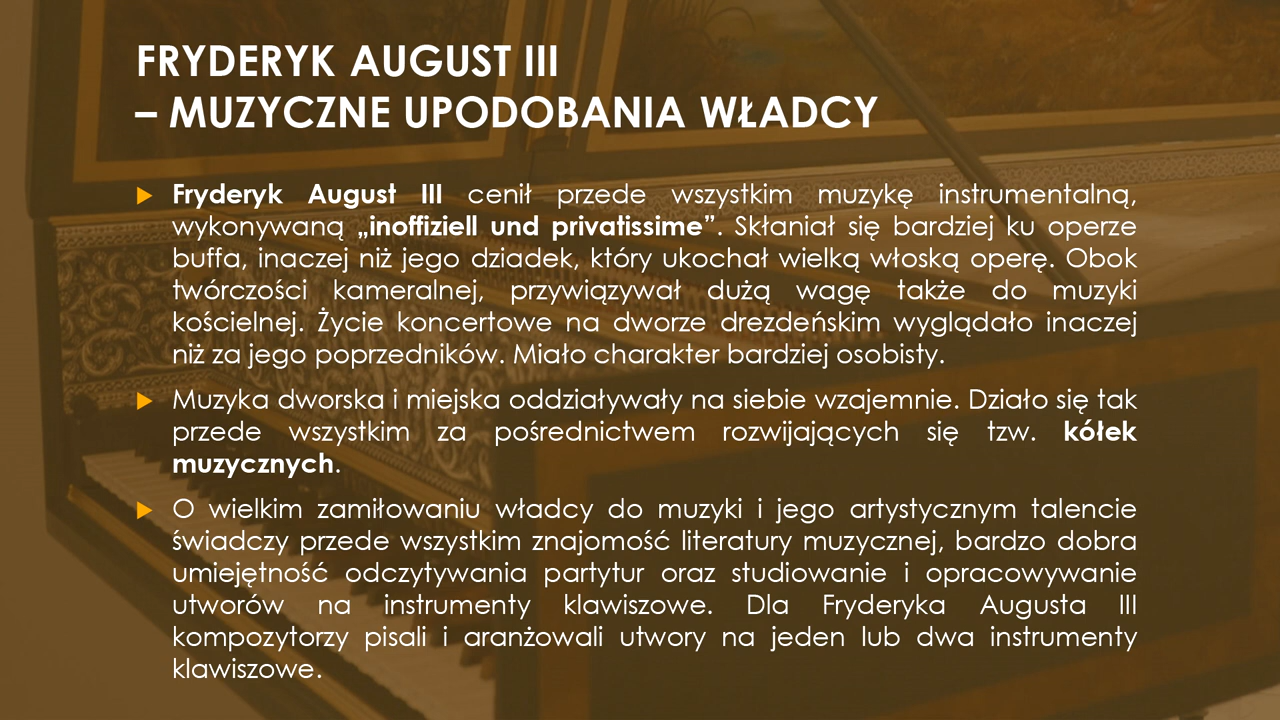 FRYDERYK AUGUST III
– MUZYCZNE UPODOBANIA WŁADCY
Fryderyk August III cenił przede wszystkim muzykę instrumentalną,
wykonywaną „inoffiziell und privatissime”. Skłaniał się bardziej ku operze
buffa, inaczej niż jego dziadek, który ukochał wielką włoską operę. Obok
twórczości kameralnej, przywiązywał dużą wagę także do muzyki
kościelnej. Życie koncertowe na dworze drezdeńskim wyglądało inaczej
niż za jego poprzedników. Miało charakter bardziej osobisty.
Muzyka dworska i miejska oddziaływały na siebie wzajemnie. Działo się tak
przede wszystkim za pośrednictwem rozwijających się tzw. kółek
muzycznych.
O wielkim zamiłowaniu władcy do muzyki i jego artystycznym talencie
świadczy przede wszystkim znajomość literatury muzycznej, bardzo dobra
umiejętność odczytywania partytur oraz studiowanie i opracowywanie
utworów na instrumenty klawiszowe. Dla Fryderyka Augusta III
kompozytorzy pisali i aranżowali utwory na jeden lub dwa instrumenty
klawiszowe.